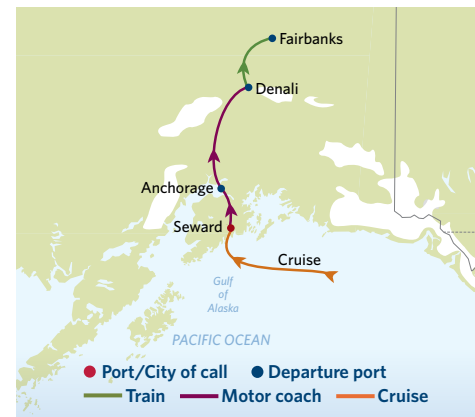 Fairbanks
Denali
Anchorage
Seward
Cruise
Gulf
of
Alaska
PACIFIC OCEAN
Port/City of call Departure port
Train Motor coach Cruise